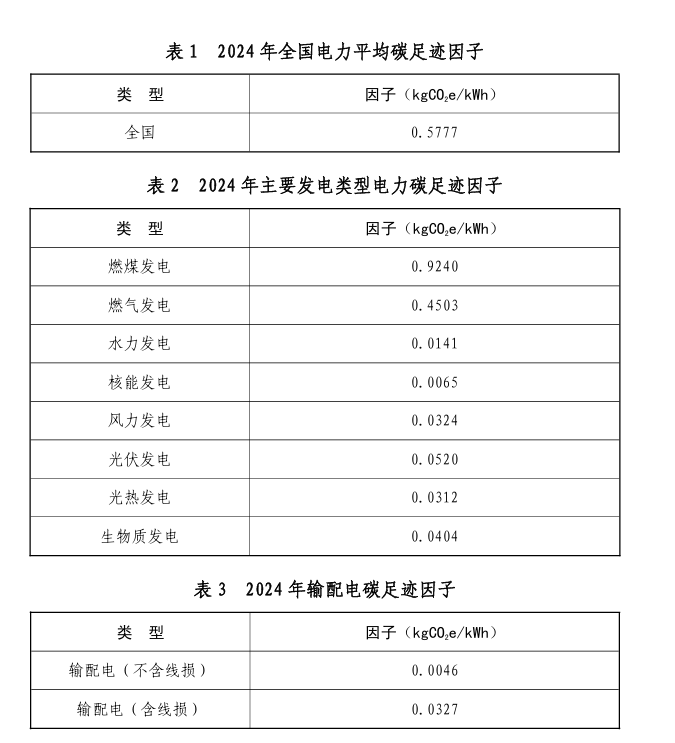 表 1　2024 年全国电力平均碳足迹因子
类　型　因子（kgCO₂e/kWh）
全国　0.5777
表 2　2024 年主要发电类型电力碳足迹因子
类　型　因子（kgCO₂e/kWh）
燃煤发电　0.9240
燃气发电　0.4503
水力发电　0.0141
核能发电　0.0065
风力发电　0.0324
光伏发电　0.0520
光热发电　0.0312
生物质发电　0.0404
表 3　2024 年输配电碳足迹因子
类　型　因子（kgCO₂e/kWh）
输配电（不含线损）　0.0046
输配电（含线损）　0.0327